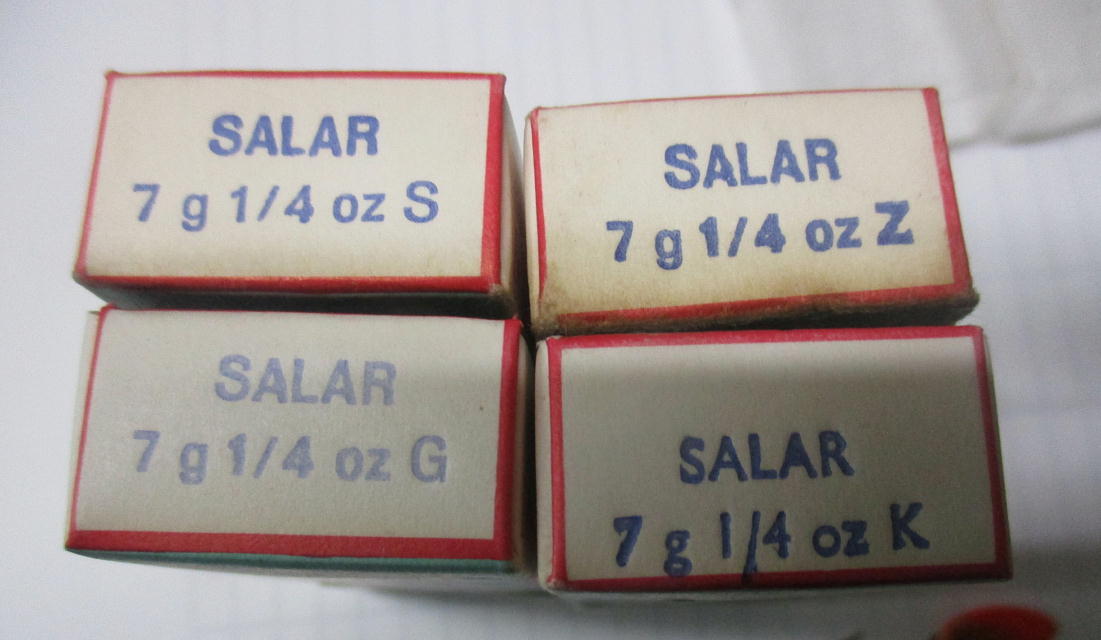 SALAR
7 g 1/4 oz S
SALAR
7 g 1/4 oz Z
SALAR
7 g 1/4 oz G
SALAR
7 g 1/4 oz K